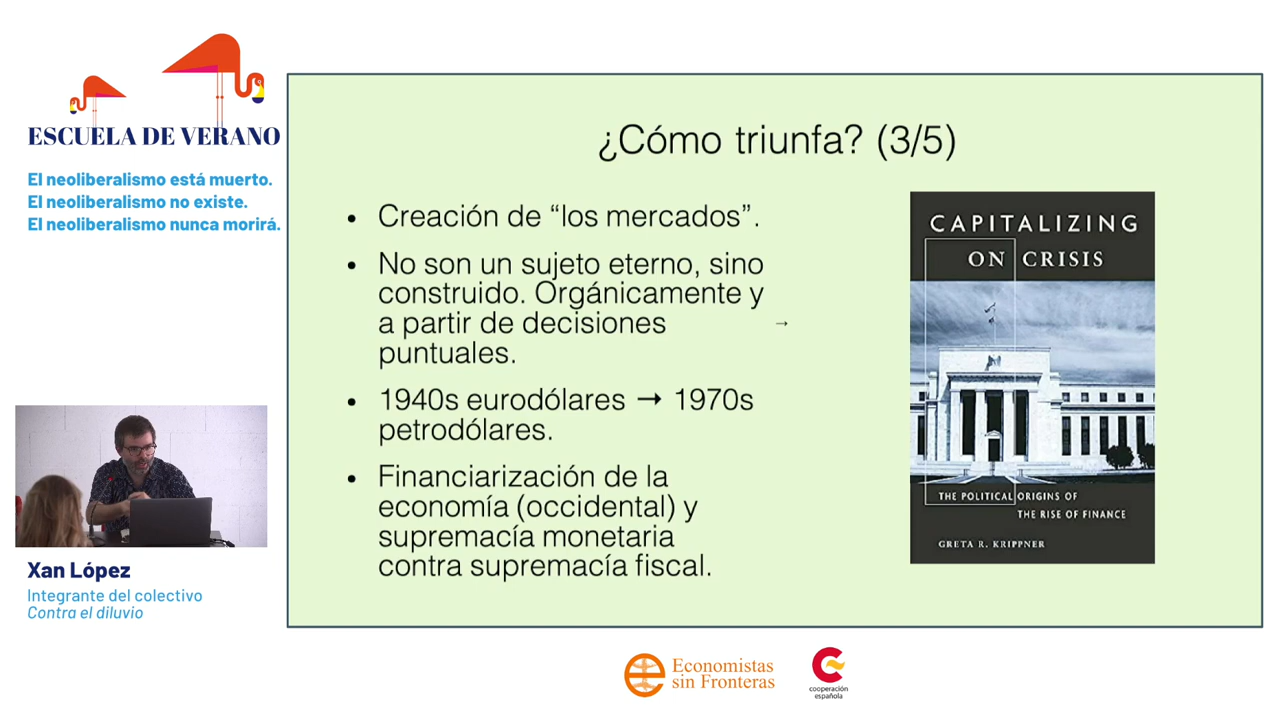 ESCUELA DE VERANO
El neoliberalismo está muerto.
El neoliberalismo no existe.
El neoliberalismo nunca morirá.
Xan López
Integrante del colectivo
Contra el diluvio
¿Cómo triunfa? (3/5)
• Creación de “los mercados”.
• No son un sujeto eterno, sino
construido. Orgánicamente y
a partir de decisiones →
puntuales.
• 1940s eurodólares → 1970s
petrodólares.
• Financiarización de la
economía (occidental) y
supremacía monetaria
contra supremacía fiscal.
CAPITALIZING
ON CRISIS
THE POLITICAL ORIGINS OF
THE RISE OF FINANCE
GRETA R. KRIPPNER
Economistas
sin Fronteras
cooperación
española